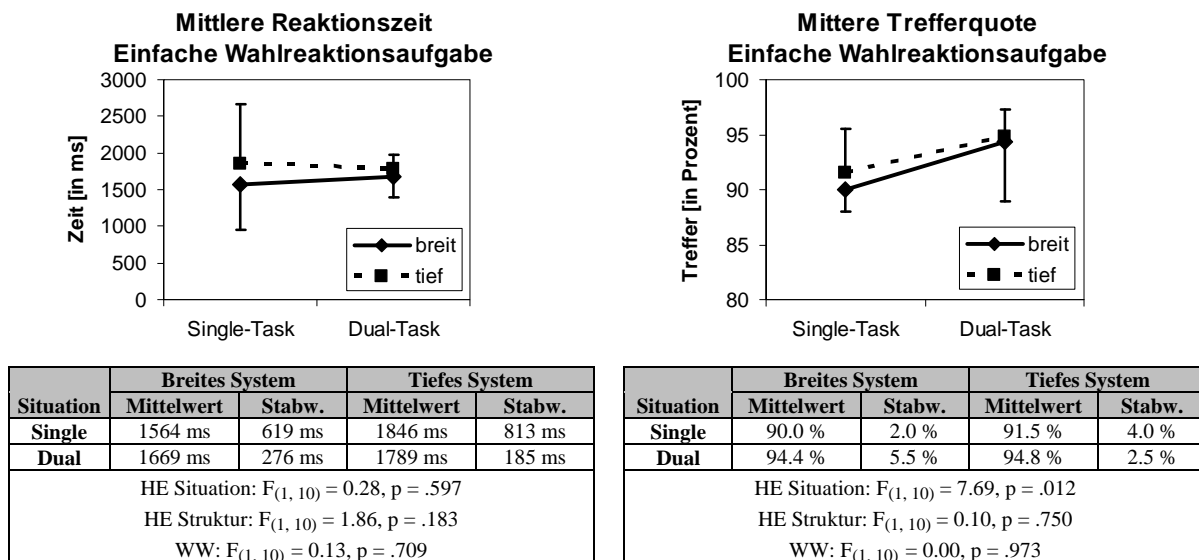 Mittlere Reaktionszeit
Einfache Wahlreaktionsaufgabe
3000
2500
2000
1500
1000
500
0
Zeit [in ms]
breit
tief
Single-Task Dual-Task
Mittere Trefferquote
Einfache Wahlreaktionsaufgabe
100
95
90
85
80
Treffer [in Prozent]
breit
tief
Single-Task Dual-Task
Situation Breites System Tiefes System
Mittelwert Stabw. Mittelwert Stabw.
Single 1564 ms 619 ms 1846 ms 813 ms
Dual 1669 ms 276 ms 1789 ms 185 ms
HE Situation: F(1, 10) = 0.28, p = .597
HE Struktur: F(1, 10) = 1.86, p = .183
WW: F(1, 10) = 0.13, p = .709
Situation Breites System Tiefes System
Mittelwert Stabw. Mittelwert Stabw.
Single 90.0 % 2.0 % 91.5 % 4.0 %
Dual 94.4 % 5.5 % 94.8 % 2.5 %
HE Situation: F(1, 10) = 7.69, p = .012
HE Struktur: F(1, 10) = 0.10, p = .750
WW: F(1, 10) = 0.00, p = .973